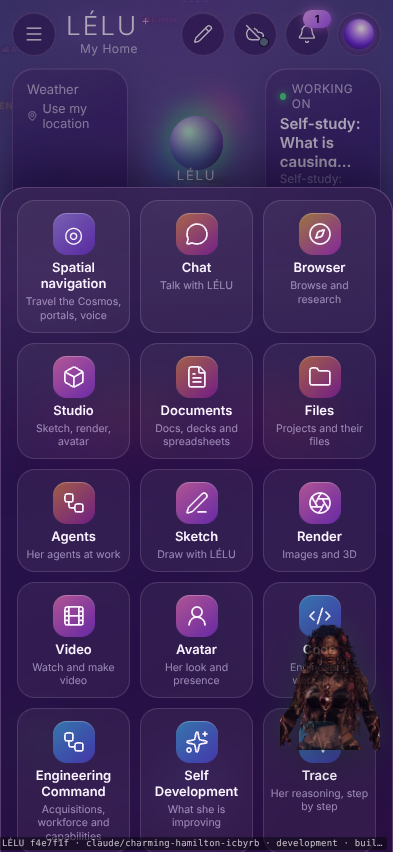 LÉLU +
My Home
1
Weather
Use my
location
WORKING
ON
Self-study:
What is
causing...
Self-study:
LÉLU
Spatial
navigation
Travel the Cosmos,
portals, voice
Chat
Talk with LÉLU
Browser
Browse and
research
Studio
Sketch, render,
avatar
Documents
Docs, decks and
spreadsheets
Files
Projects and their
files
Agents
Her agents at work
Sketch
Draw with LÉLU
Render
Images and 3D
Video
Watch and make
video
Avatar
Her look and
presence
Code
Engineering
Command
Acquisitions,
workforce and
capabilities
Self
Development
What she is
improving
Trace
Her reasoning, step
by step
LÉLU f4e7f1f · claude/charming-hamilton-icbyrb · development · buil…